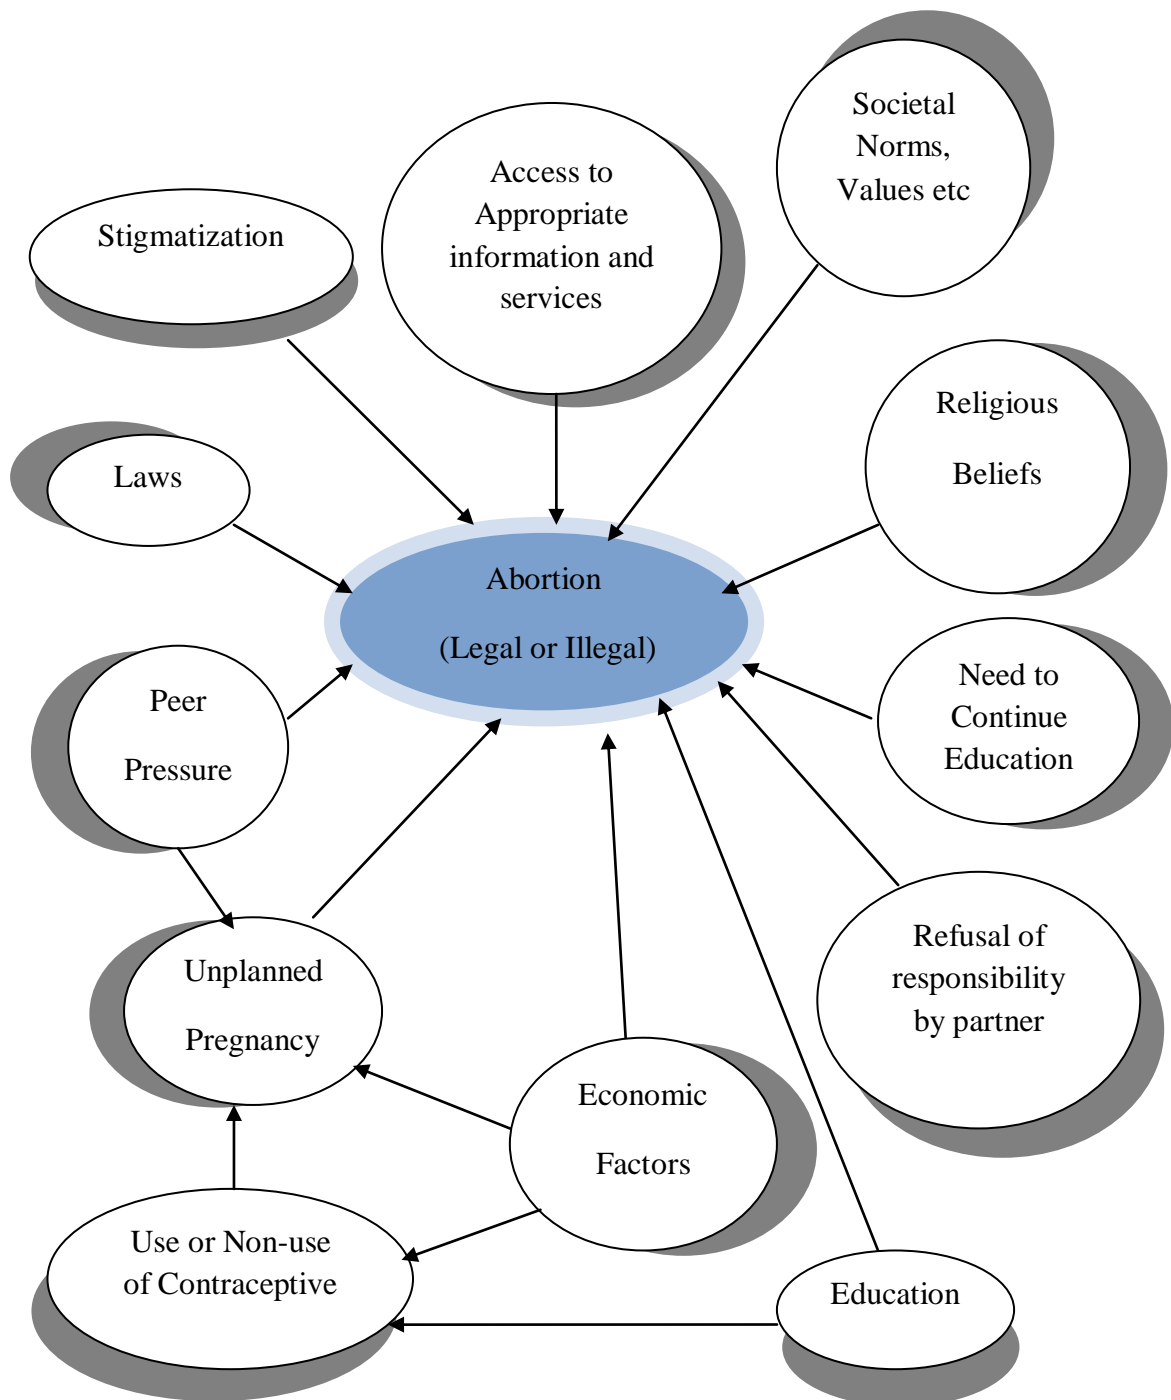 Societal
Norms,
Values etc
Access to
Appropriate
information and
services
Stigmatization
Religious
Beliefs
Laws
Abortion
(Legal or Illegal)
Peer
Pressure
Need to
Continue
Education
Unplanned
Pregnancy
Refusal of
responsibility
by partner
Economic
Factors
Use or Non-use
of Contraceptive
Education